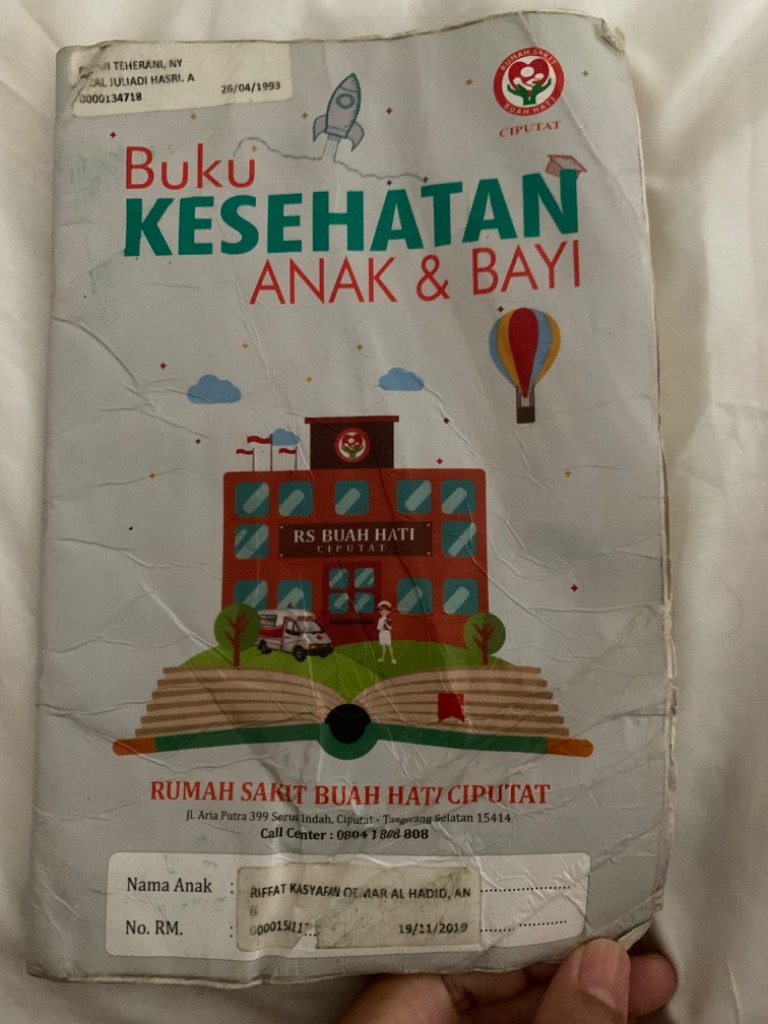 TEHERANI, NY
JULIADI HASRI, A
0000134718 26/04/1993
RUMAH SAKIT
BUAH HATI
CIPUTAT
Buku
KESEHATAN
ANAK & BAYI
RS BUAH HATI
CIPUTAT
RUMAH SAKIT BUAH HATI CIPUTAT
Jl. Aria Putra 399 Serua Indah, Ciputat - Tangerang Selatan 15414
Call Center : 0804 1 808 808
Nama Anak : RIFFAT KASYAFAN OEMAR AL HADID, AN
No. RM. : 19/11/2019